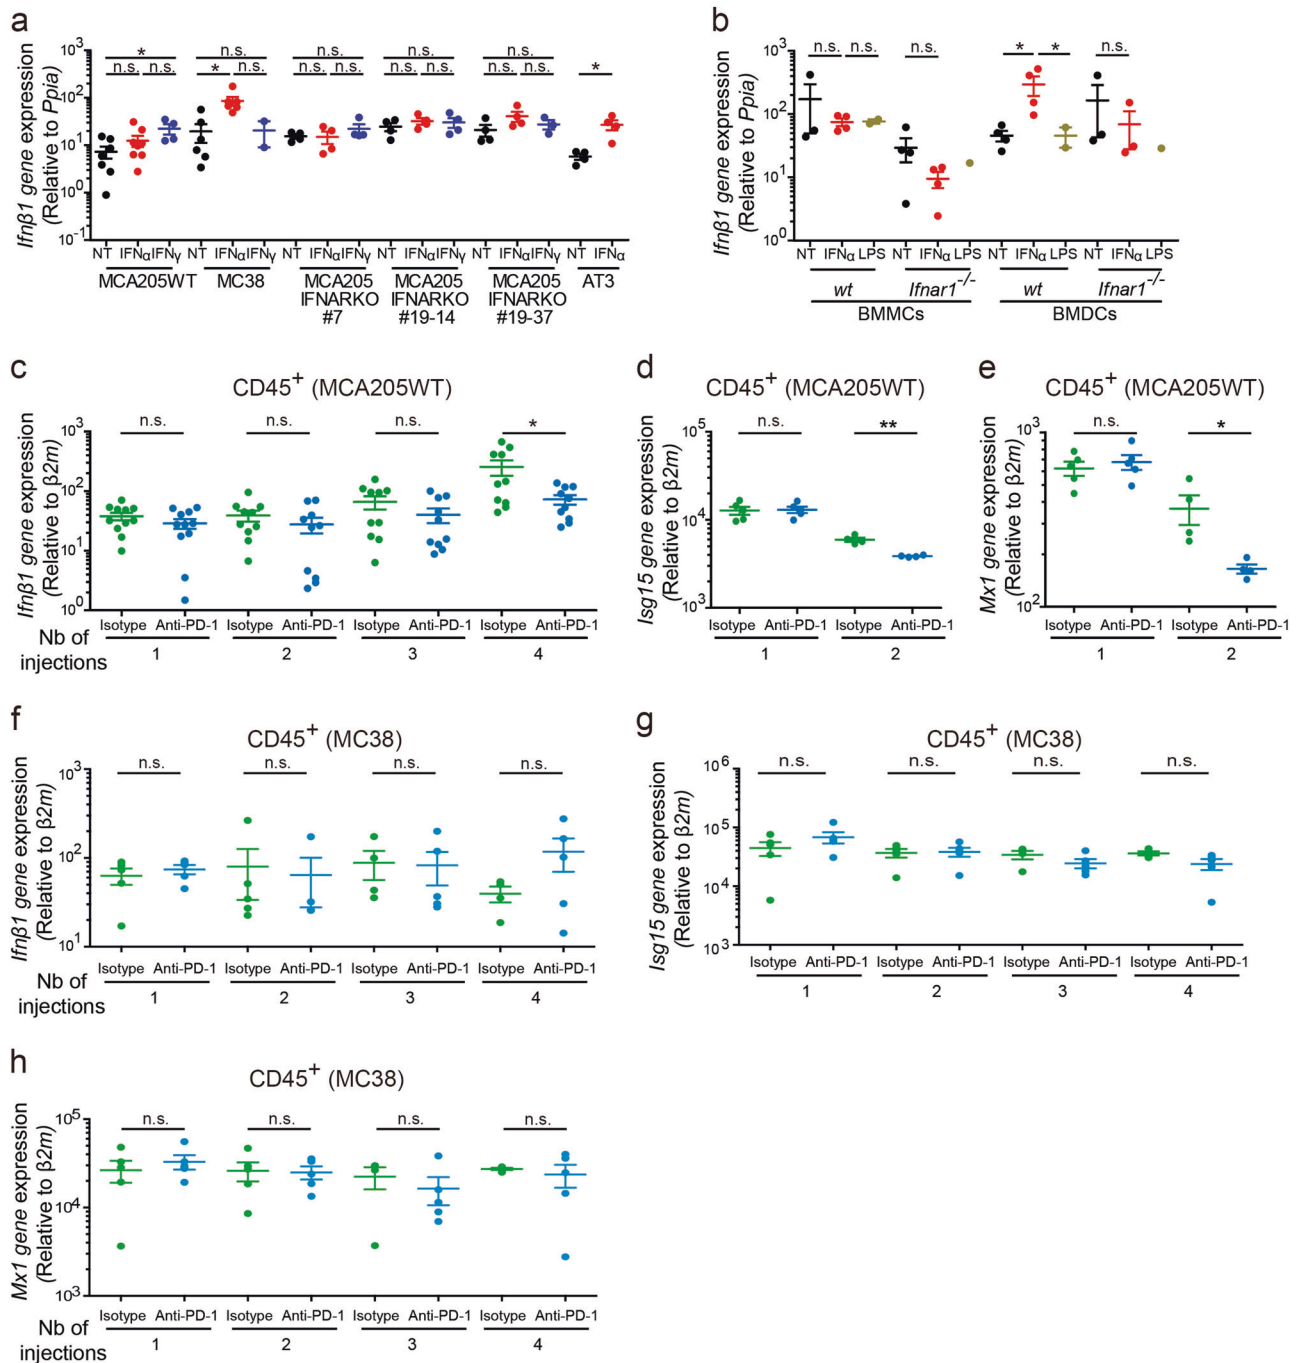 a
Ifnβ1 gene expression
(Relative to Ppia)
10³
10²
10¹
10⁰
10⁻¹
* n.s. n.s. n.s. n.s.
n.s. n.s. * n.s. n.s. n.s. n.s. n.s. n.s. n.s. *
NT IFNα IFNγ NT IFNα IFNγ NT IFNα IFNγ NT IFNα IFNγ NT IFNα IFNγ NT IFNα
MCA205WT MC38 MCA205 MCA205 MCA205 AT3
IFNARKO IFNARKO IFNARKO
#7 #19-14 #19-37
b
Ifnβ1 gene expression
(Relative to Ppia)
10³
10²
10¹
10⁰
n.s. n.s. n.s. * * n.s.
NT IFNα LPS NT IFNα LPS NT IFNα LPS NT IFNα LPS
wt Ifnar1⁻/⁻ wt Ifnar1⁻/⁻
BMMCs BMDCs
c
CD45⁺ (MCA205WT)
Ifnβ1 gene expression
(Relative to β2m)
10³
10²
10¹
10⁰
n.s. n.s. n.s. *
Isotype Anti-PD-1 Isotype Anti-PD-1 Isotype Anti-PD-1 Isotype Anti-PD-1
Nb of
injections
1 2 3 4
d
CD45⁺ (MCA205WT)
Isg15 gene expression
(Relative to β2m)
10⁵
10⁴
10³
n.s. **
Isotype Anti-PD-1 Isotype Anti-PD-1
1 2
e
CD45⁺ (MCA205WT)
Mx1 gene expression
(Relative to β2m)
10³
10²
n.s. *
Isotype Anti-PD-1 Isotype Anti-PD-1
1 2
f
CD45⁺ (MC38)
Ifnβ1 gene expression
(Relative to β2m)
10³
10²
10¹
n.s. n.s. n.s. n.s.
Isotype Anti-PD-1 Isotype Anti-PD-1 Isotype Anti-PD-1 Isotype Anti-PD-1
Nb of
injections
1 2 3 4
g
CD45⁺ (MC38)
Isg15 gene expression
(Relative to β2m)
10⁶
10⁵
10⁴
10³
n.s. n.s. n.s. n.s.
Isotype Anti-PD-1 Isotype Anti-PD-1 Isotype Anti-PD-1 Isotype Anti-PD-1
1 2 3 4
h
CD45⁺ (MC38)
Mx1 gene expression
(Relative to β2m)
10⁵
10⁴
10³
n.s. n.s. n.s. n.s.
Isotype Anti-PD-1 Isotype Anti-PD-1 Isotype Anti-PD-1 Isotype Anti-PD-1
Nb of
injections
1 2 3 4